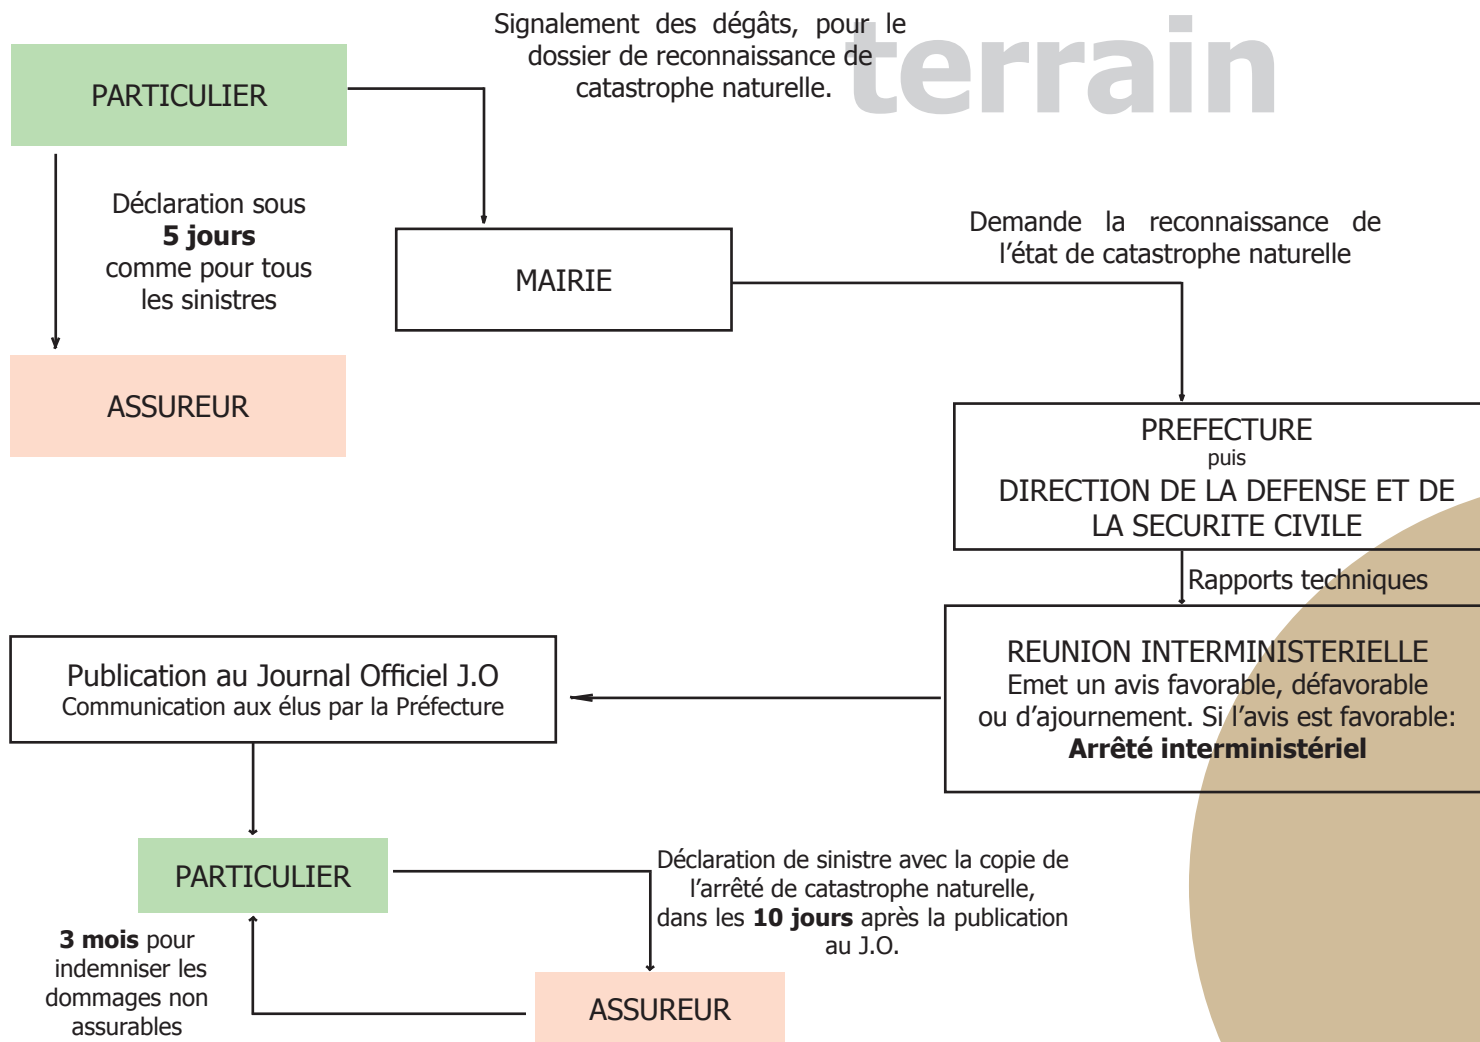 terrain
Signalement des dégâts, pour le
dossier de reconnaissance de
catastrophe naturelle.
PARTICULIER
Déclaration sous
5 jours
comme pour tous
les sinistres
MAIRIE
Demande la reconnaissance de
l'état de catastrophe naturelle
ASSUREUR
PREFECTURE
puis
DIRECTION DE LA DEFENSE ET DE
LA SECURITE CIVILE
Rapports techniques
REUNION INTERMINISTERIELLE
Emet un avis favorable, défavorable
ou d'ajournement. Si l'avis est favorable:
Arrêté interministériel
Publication au Journal Officiel J.O
Communication aux élus par la Préfecture
PARTICULIER
Déclaration de sinistre avec la copie de
l'arrêté de catastrophe naturelle,
dans les 10 jours après la publication
au J.O.
3 mois pour
indemniser les
dommages non
assurables
ASSUREUR